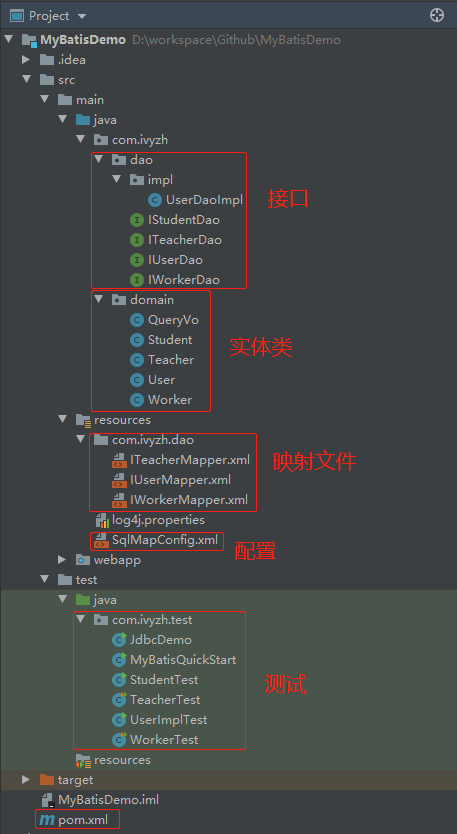 Project
MyBatisDemo D:\workspace\Github\MyBatisDemo
.idea
src
main
java
com.ivyzh
dao
impl
UserDaoImpl
接口
IStudentDao
ITeacherDao
IUserDao
IWorkerDao
domain
QueryVo
Student
实体类
Teacher
User
Worker
resources
com.ivyzh.dao
ITeacherMapper.xml
映射文件
IUserMapper.xml
IWorkerMapper.xml
log4j.properties
SqlMapConfig.xml
配置
webapp
test
java
com.ivyzh.test
JdbcDemo
MyBatisQuickStart
StudentTest
测试
TeacherTest
UserImplTest
WorkerTest
resources
target
MyBatisDemo.iml
pom.xml